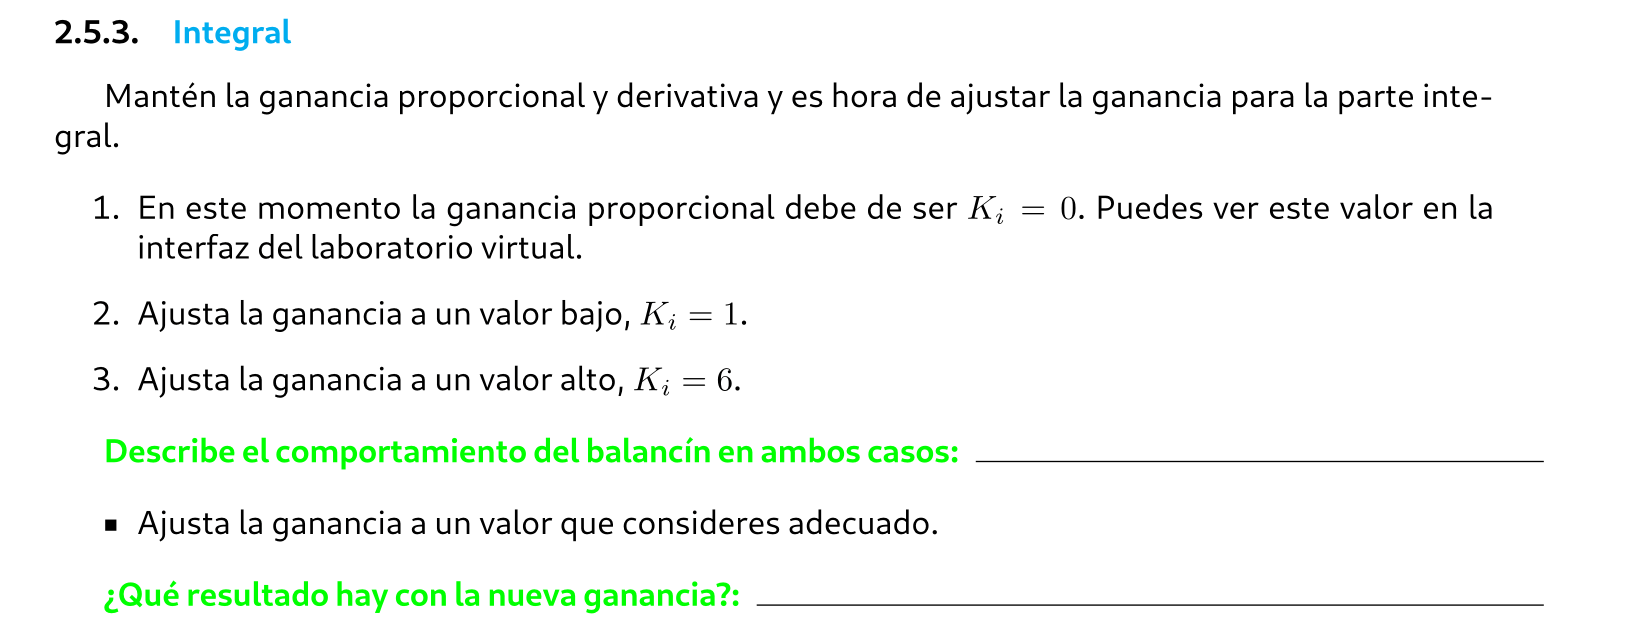 2.5.3. Integral
Mantén la ganancia proporcional y derivativa y es hora de ajustar la ganancia para la parte inte-
gral.
1. En este momento la ganancia proporcional debe de ser K_i = 0. Puedes ver este valor en la
interfaz del laboratorio virtual.
2. Ajusta la ganancia a un valor bajo, K_i = 1.
3. Ajusta la ganancia a un valor alto, K_i = 6.
Describe el comportamiento del balancín en ambos casos:
▪ Ajusta la ganancia a un valor que consideres adecuado.
¿Qué resultado hay con la nueva ganancia?: